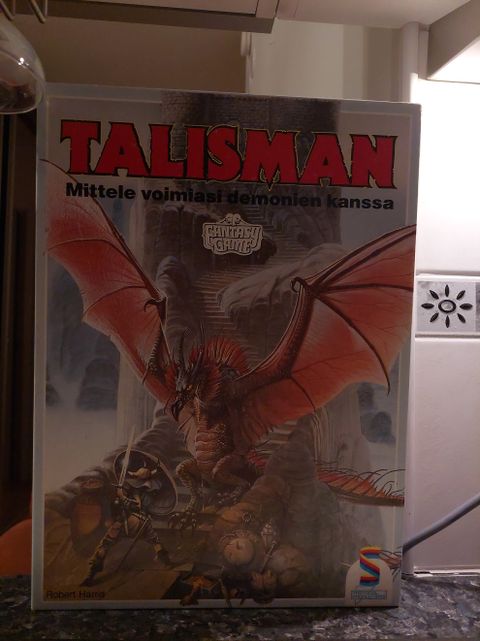 TALISMAN
Mittele voimiasi demonien kanssa
FANTASY
GAME
Robert Harris
S